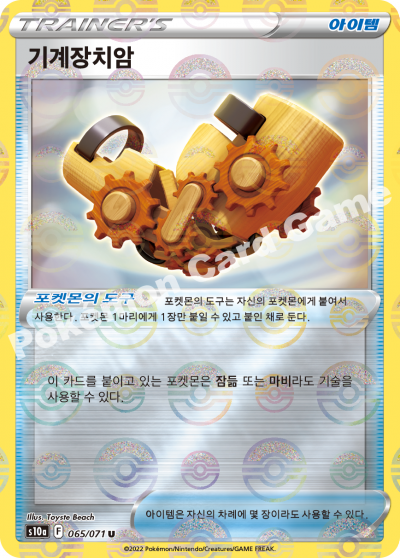 TRAINER'S
아이템
기계장치암
포켓몬의 도구 포켓몬의 도구는 자신의 포켓몬에게 붙여서
사용한다. 포켓몬 1마리에게 1장만 붙일 수 있고 붙인 채로 둔다.
이 카드를 붙이고 있는 포켓몬은 잠듦 또는 마비라도 기술을
사용할 수 있다.
Pokémon Card Game
Illus. Toyste Beach
s10a F 065/071 U
아이템은 자신의 차례에 몇 장이라도 사용할 수 있다.
©2022 Pokémon/Nintendo/Creatures/GAME FREAK.